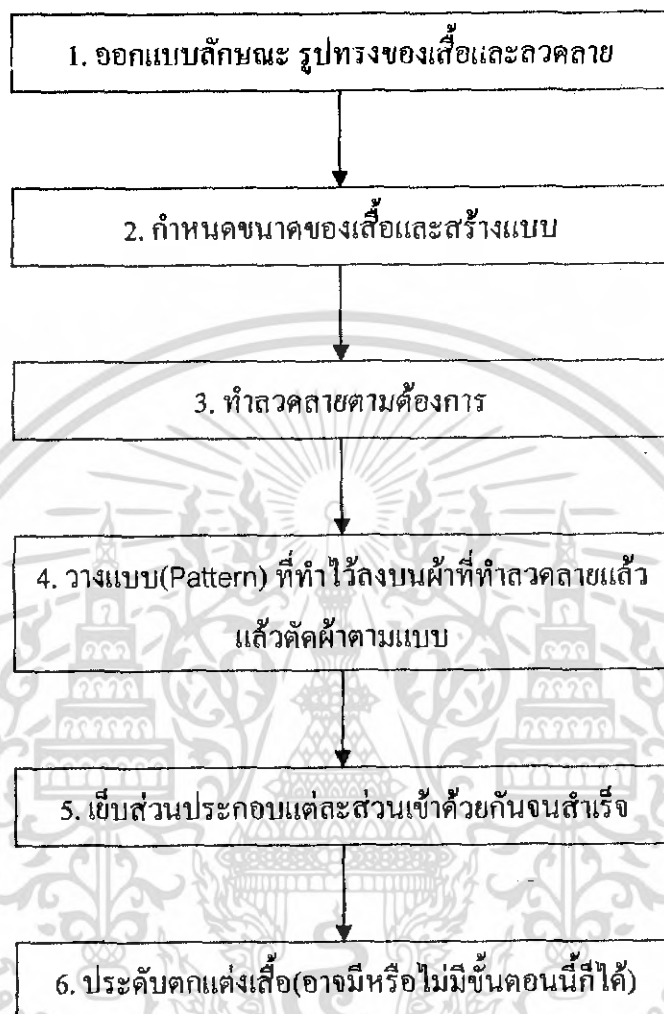 1. ออกแบบลักษณะ รูปทรงของเสื้อและลวดลาย
2. กำหนดขนาดของเสื้อและสร้างแบบ
3. ทำลวดลายตามต้องการ
4. วางแบบ(Pattern) ที่ทำไว้ลงบนผ้าที่ทำลวดลายแล้ว
แล้วตัดผ้าตามแบบ
5. เย็บส่วนประกอบแต่ละส่วนเข้าด้วยกันจนสำเร็จ
6. ประดับตกแต่งเสื้อ(อาจมีหรือไม่มีขั้นตอนนี้ก็ได้)